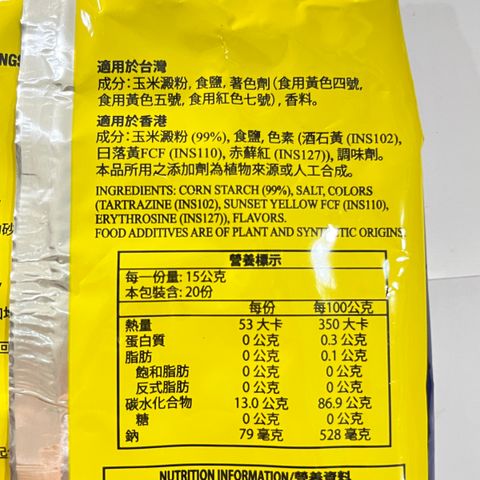 NGS
適用於台灣
成分:玉米澱粉, 食鹽, 著色劑 (食用黃色四號,
食用黃色五號, 食用紅色七號), 香料。
適用於香港
成分:玉米澱粉 (99%), 食鹽, 色素 (酒石黃 (INS102),
日落黃FCF (INS110), 赤蘚紅 (INS127)), 調味劑。
本品所用之添加劑為植物來源或人工合成。
INGREDIENTS: CORN STARCH (99%), SALT, COLORS
(TARTRAZINE (INS102), SUNSET YELLOW FCF (INS110),
ERYTHROSINE (INS127)), FLAVORS.
FOOD ADDITIVES ARE OF PLANT AND SYNTHETIC ORIGINS
營養標示
每一份量: 15公克
本包裝含: 20份
每份 每100公克
熱量 53 大卡 350 大卡
蛋白質 0 公克 0.3 公克
脂肪 0 公克 0.1 公克
飽和脂肪 0 公克 0 公克
反式脂肪 0 公克 0 公克
碳水化合物 13.0 公克 86.9 公克
糖 0 公克 0 公克
鈉 79 毫克 528 毫克
NUTRITION INFORMATION/營養資料